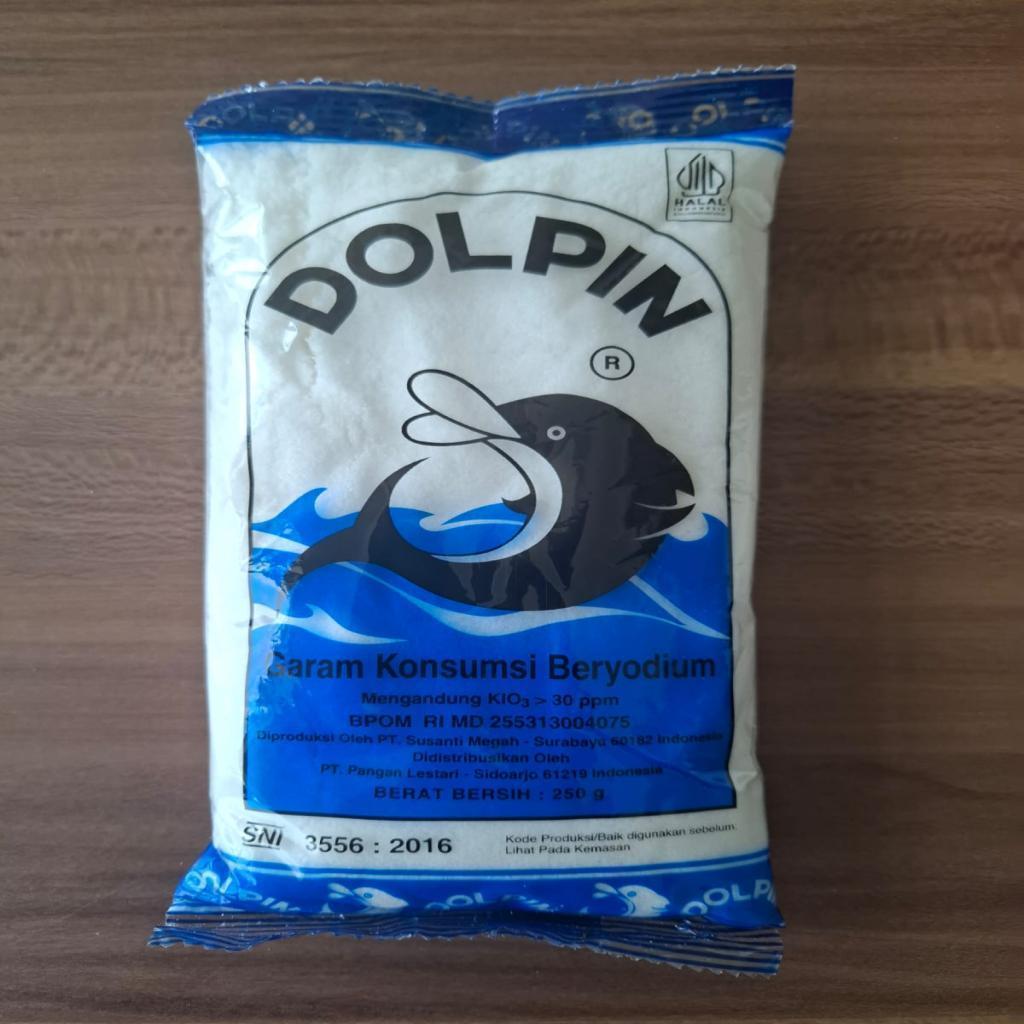 HALAL
INDONESIA
DOLPIN
R
Garam Konsumsi Beryodium
Mengandung KIO₃ > 30 ppm
BPOM RI MD 255313004075
Diproduksi Oleh PT. Susanti Megah - Surabaya 60182 Indonesia
Didistribusikan Oleh
PT. Pangan Lestari - Sidoarjo 61219 Indonesia
BERAT BERSIH : 250 g
SNI 3556 : 2016
Kode Produksi/Baik digunakan sebelum:
Lihat Pada Kemasan
DOLPIN